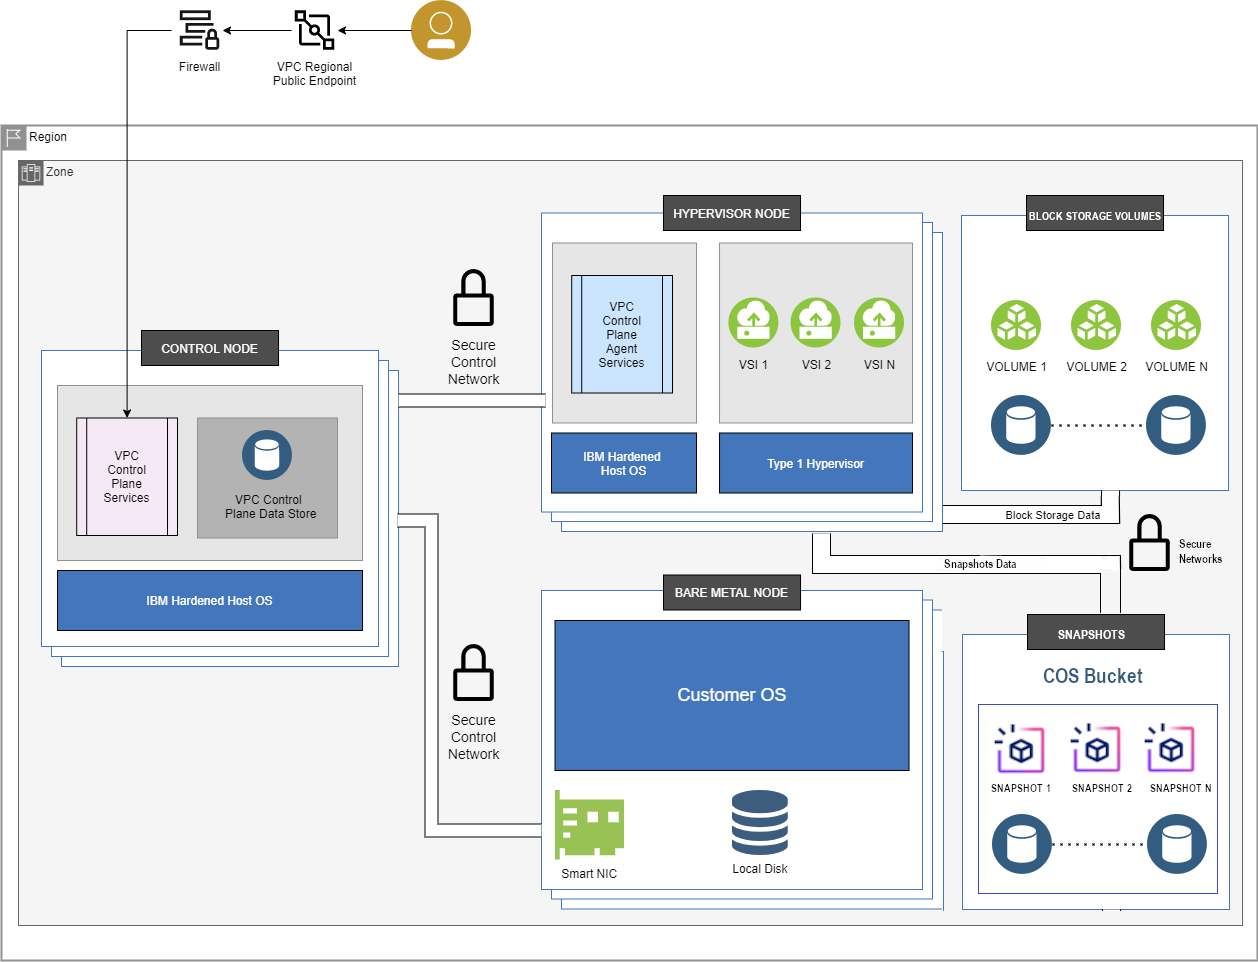 Firewall
VPC Regional
Public Endpoint
Region
Zone
HYPERVISOR NODE
BLOCK STORAGE VOLUMES
VPC
Control
Plane
Agent
Services
VSI 1
VSI 2
VSI N
VOLUME 1
VOLUME 2
VOLUME N
Secure
Control
Network
CONTROL NODE
IBM Hardened
Host OS
Type 1 Hypervisor
VPC
Control
Plane
Services
VPC Control
Plane Data Store
Block Storage Data
Secure
Networks
Snapshots Data
IBM Hardened Host OS
BARE METAL NODE
SNAPSHOTS
COS Bucket
Customer OS
Secure
Control
Network
SNAPSHOT 1
SNAPSHOT 2
SNAPSHOT N
Smart NIC
Local Disk